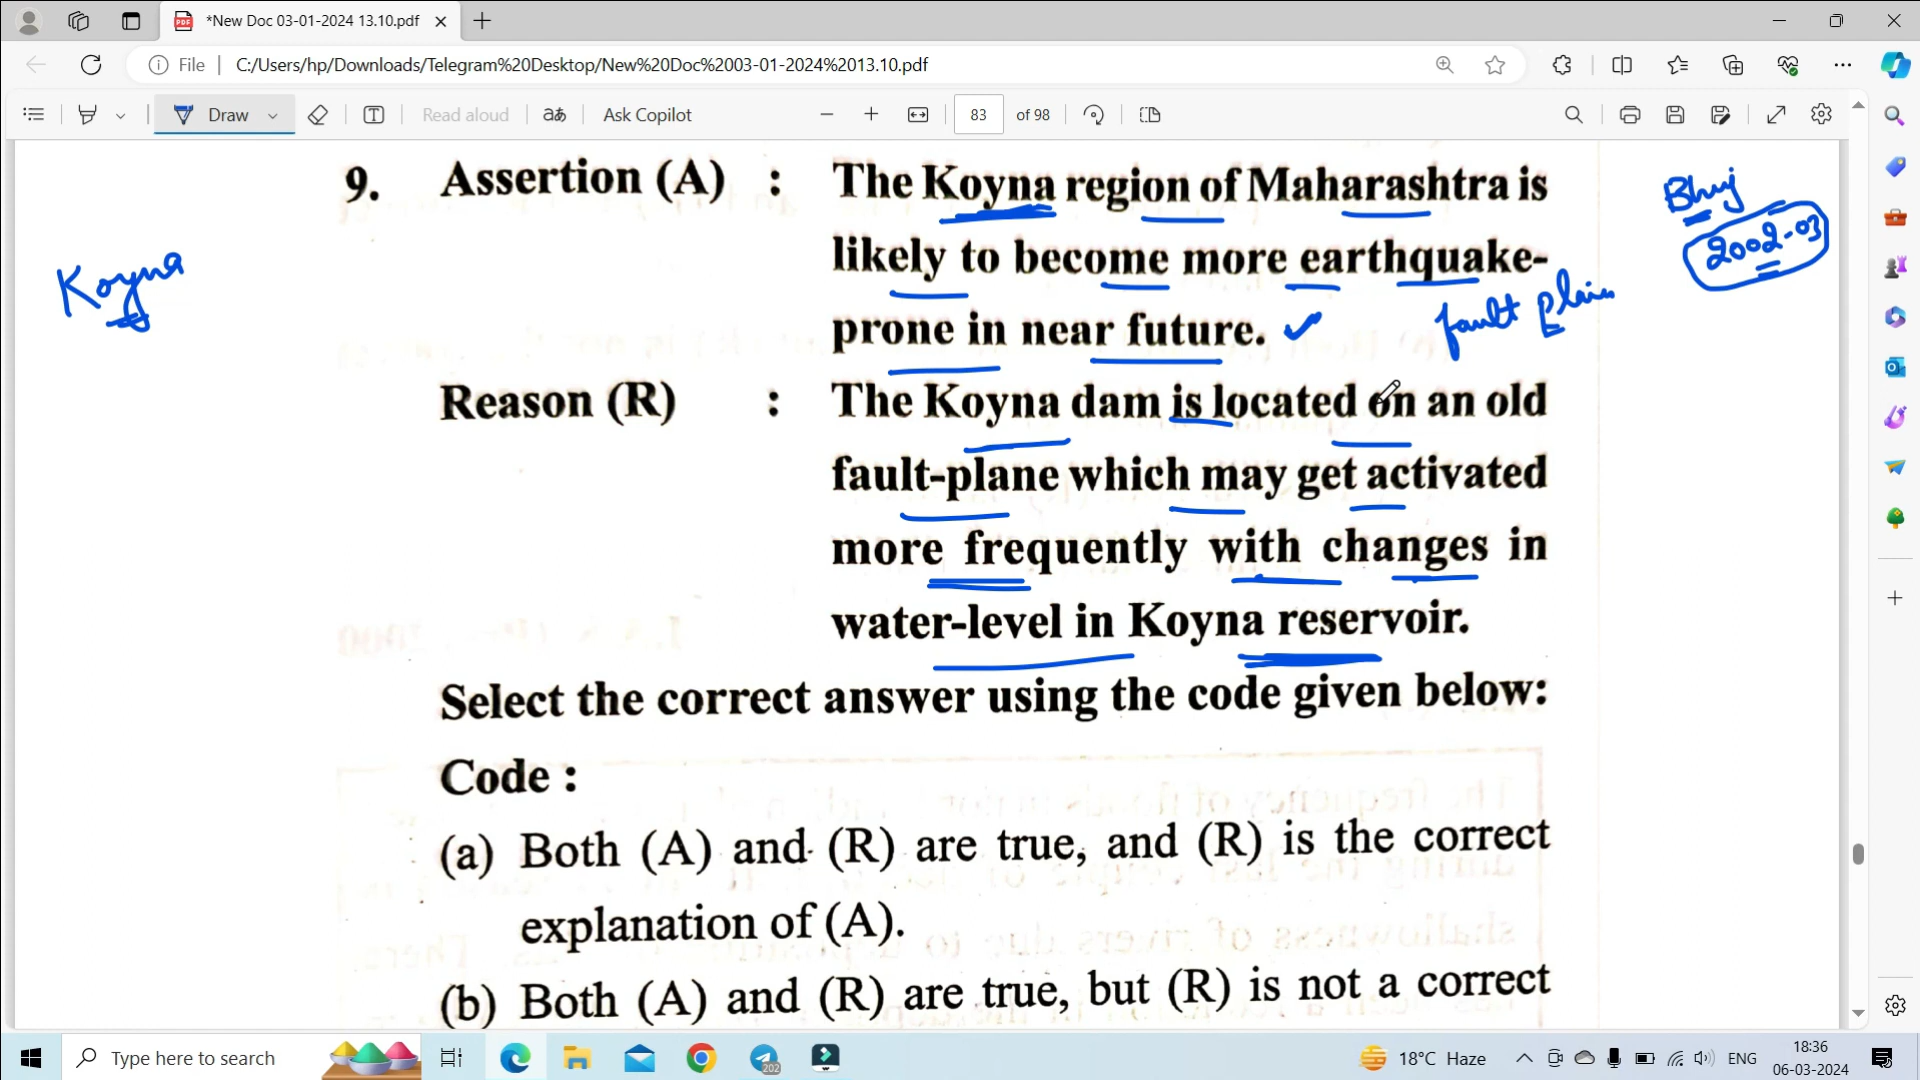 *New Doc 03-01-2024 13.10.pdf
File
C:/Users/hp/Downloads/Telegram%20Desktop/New%20Doc%2003-01-2024%2013.10.pdf
Draw
Read aloud
aあ
Ask Copilot
83
of 98
9. Assertion (A) : The Koyna region of Maharashtra is
likely to become more earthquake-
prone in near future.
Bhuj
2002-03
Koyna
fault Plain
Reason (R) : The Koyna dam is located on an old
fault-plane which may get activated
more frequently with changes in
water-level in Koyna reservoir.
Select the correct answer using the code given below:
Code :
(a) Both (A) and (R) are true, and (R) is the correct
explanation of (A).
(b) Both (A) and (R) are true, but (R) is not a correct
Type here to search
202
18°C Haze
ENG
18:36
06-03-2024